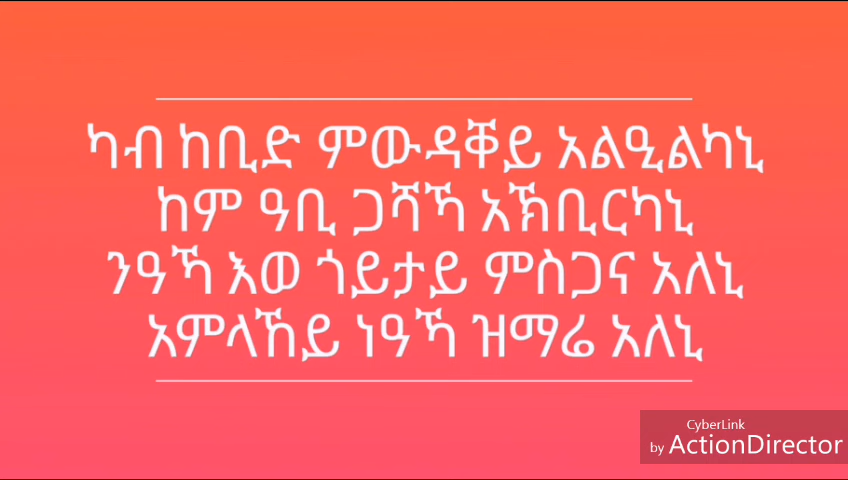 ካብ ከቢድ ምውዳቐይ አልዒልካኒ
ከም ዓቢ ጋሻኻ አኽቢርካኒ
ንዓኻ እወ ጎይታይ ምስጋና አለኒ
አምላኸይ ነዓኻ ዝማሬ አለኒ
CyberLink
by ActionDirector